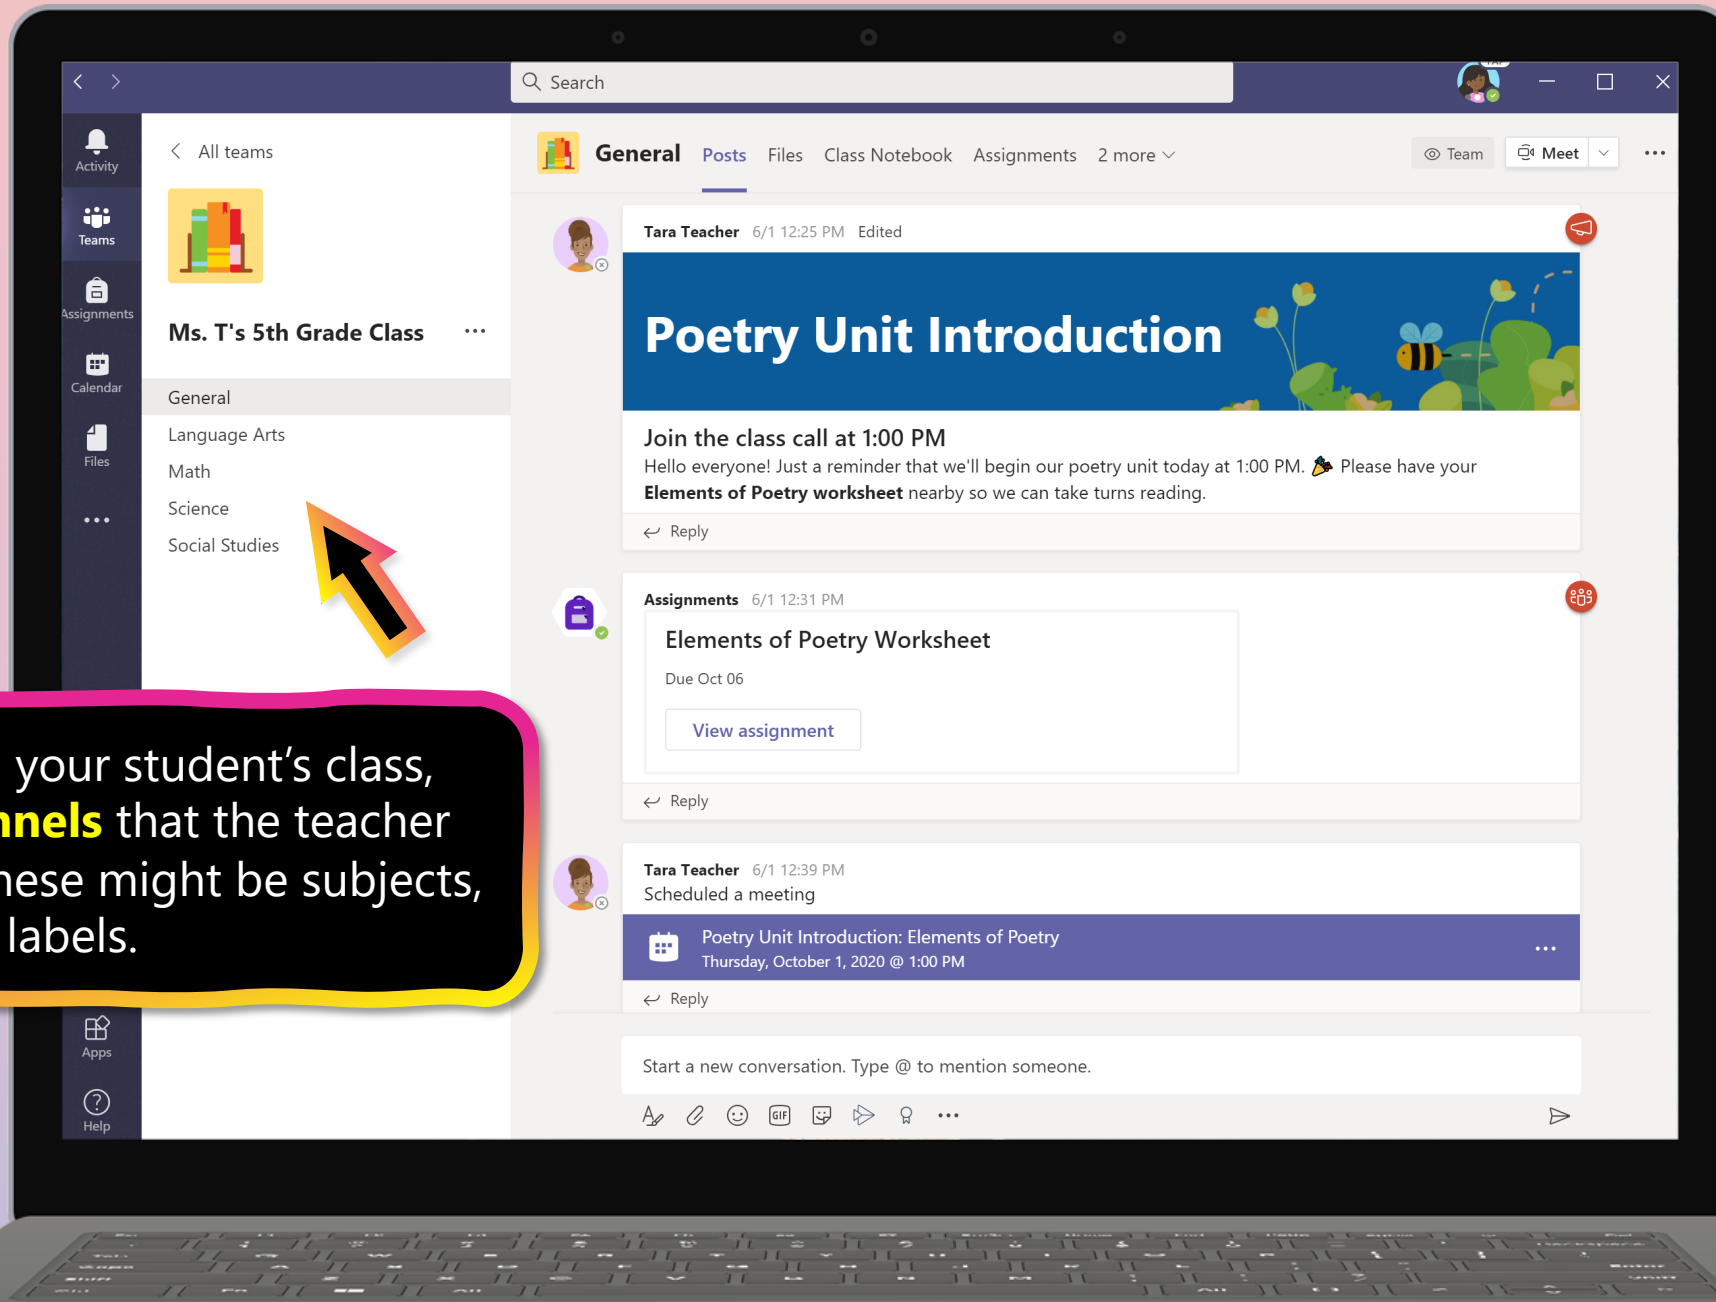 Search
Activity
Teams
Assignments
Calendar
Files
Apps
Help
All teams
Ms. T's 5th Grade Class
General
Language Arts
Math
Science
Social Studies
your student's class,
nnels that the teacher
hese might be subjects,
labels.
General Posts Files Class Notebook Assignments 2 more
Team
Meet
Tara Teacher 6/1 12:25 PM Edited
Poetry Unit Introduction
Join the class call at 1:00 PM
Hello everyone! Just a reminder that we'll begin our poetry unit today at 1:00 PM. 🎉 Please have your
Elements of Poetry worksheet nearby so we can take turns reading.
Reply
Assignments 6/1 12:31 PM
Elements of Poetry Worksheet
Due Oct 06
View assignment
Reply
Tara Teacher 6/1 12:39 PM
Scheduled a meeting
Poetry Unit Introduction: Elements of Poetry
Thursday, October 1, 2020 @ 1:00 PM
Reply
Start a new conversation. Type @ to mention someone.
GIF